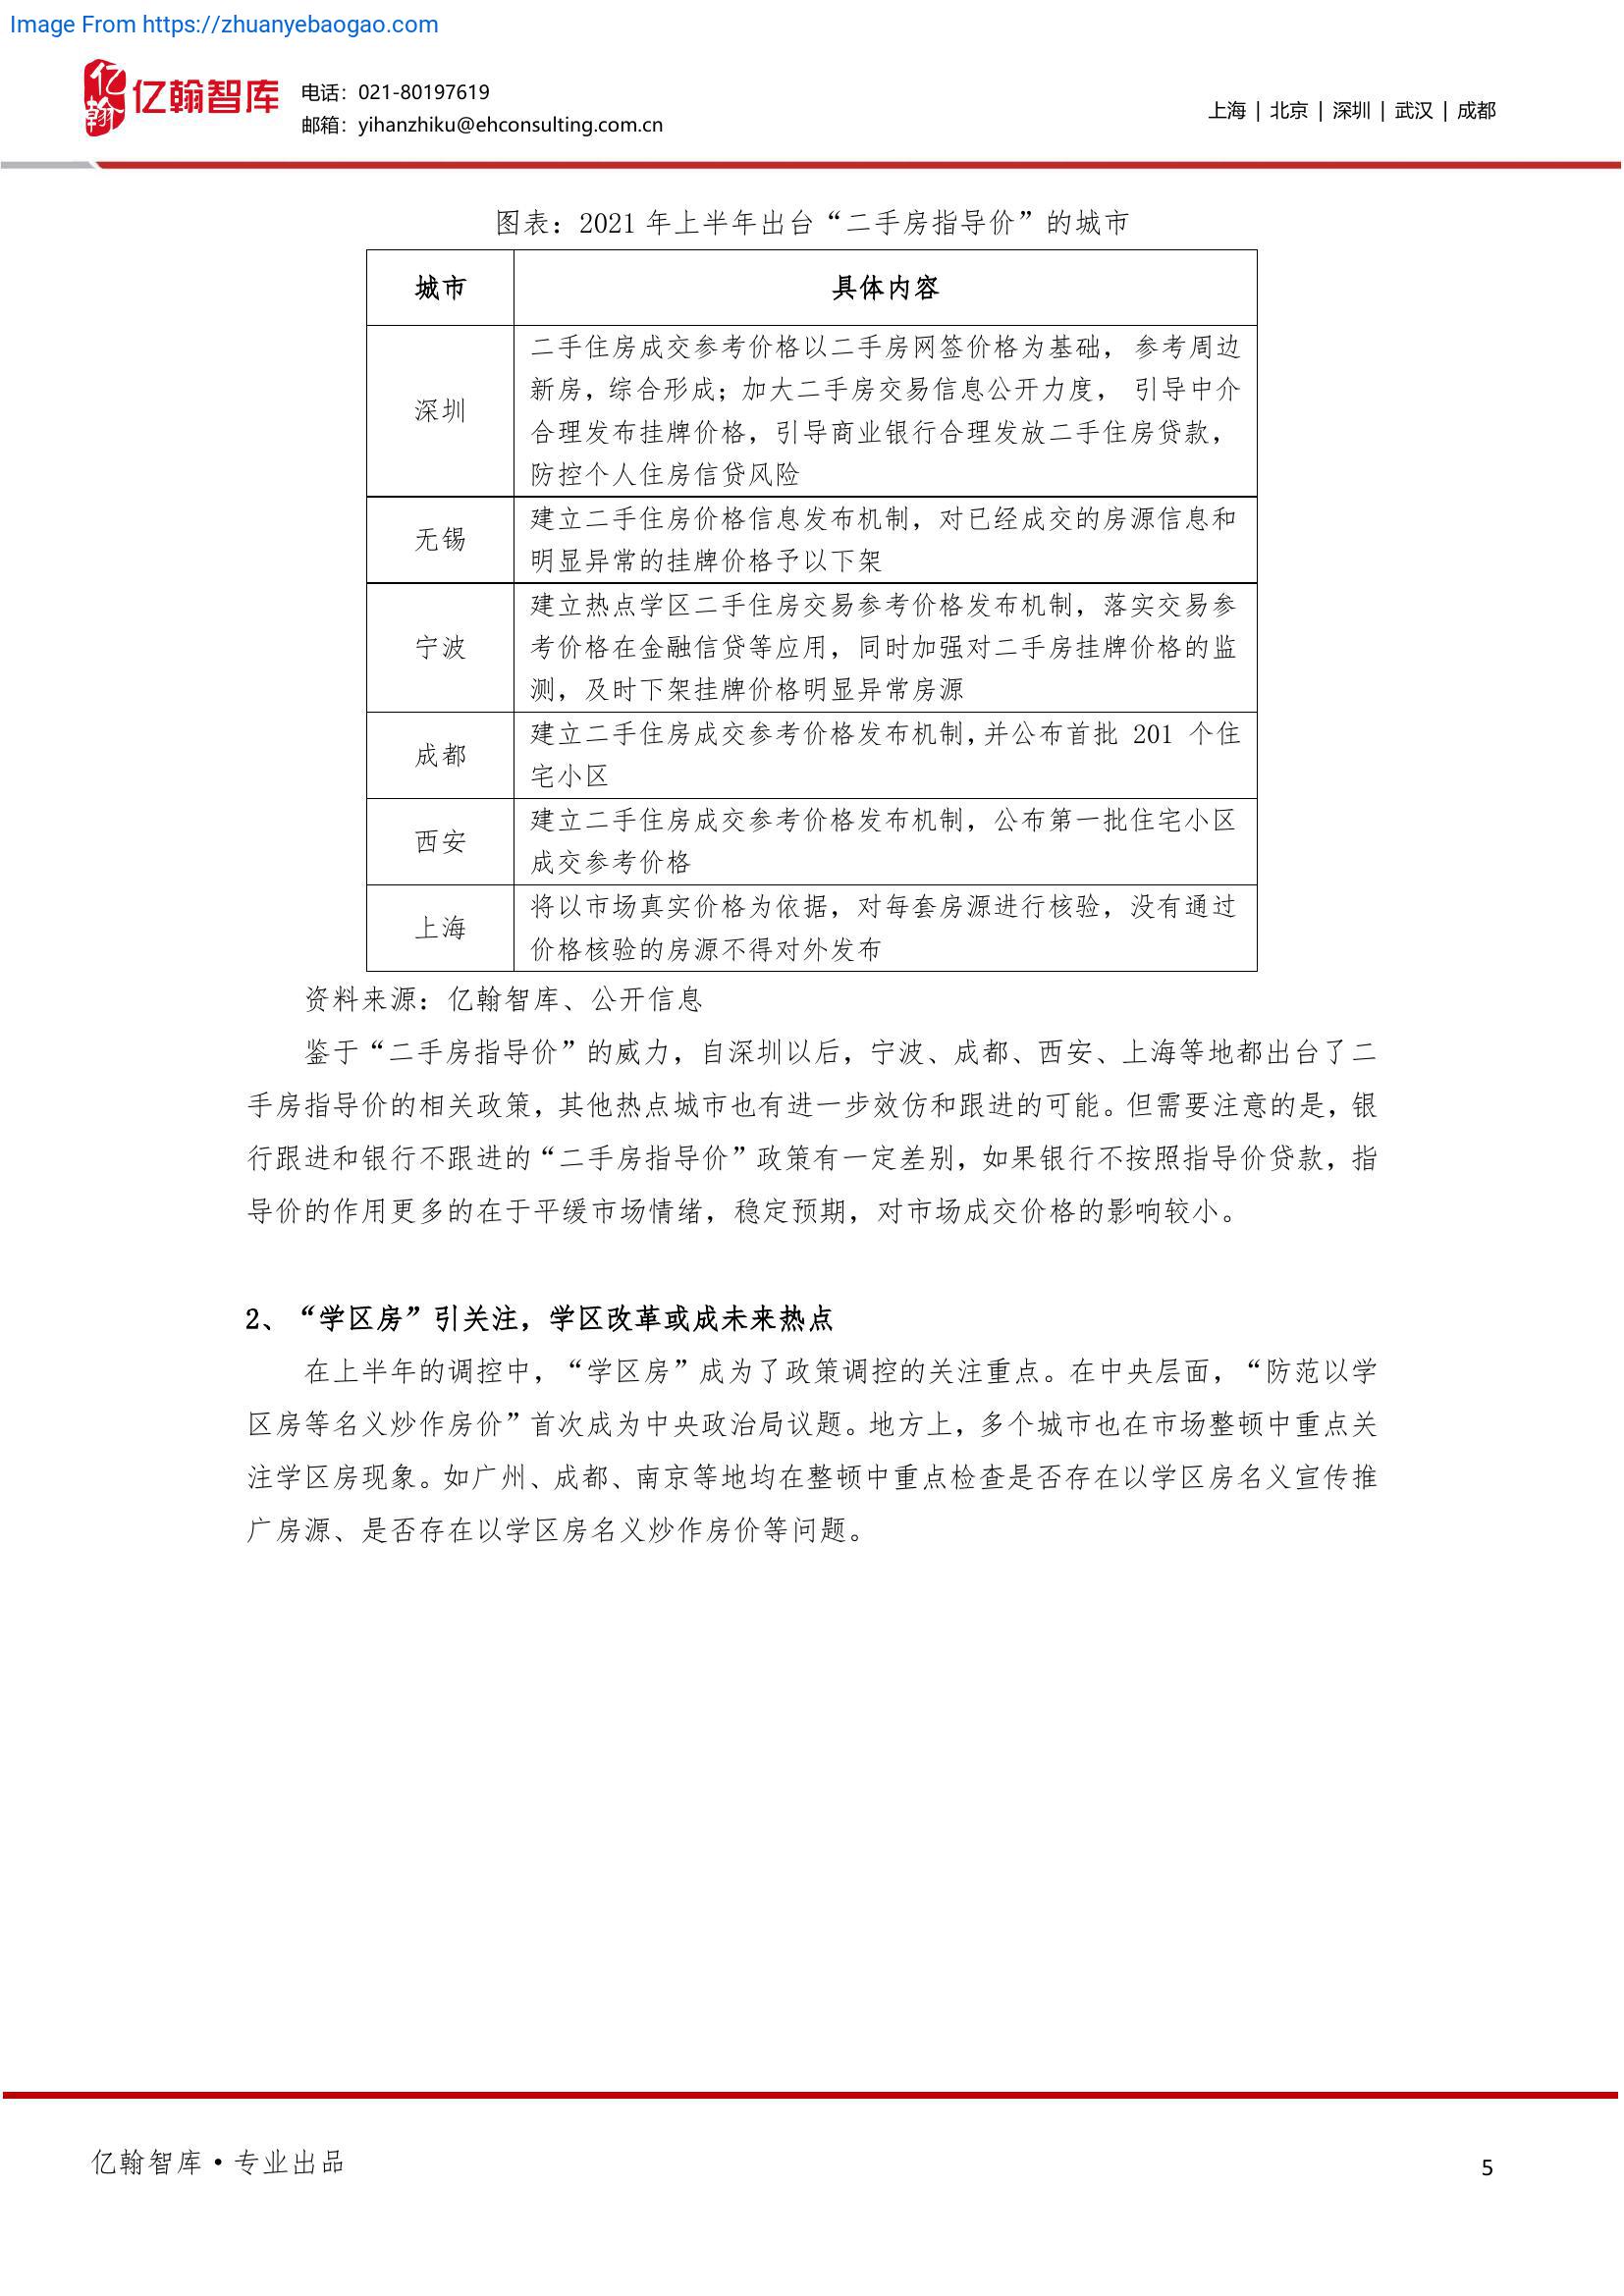 Image From https://zhuanyebaogao.com
亿翰
亿翰智库
电话：021-80197619
邮箱：yihanzhiku@ehconsulting.com.cn
上海 | 北京 | 深圳 | 武汉 | 成都
图表：2021 年上半年出台“二手房指导价”的城市
城市
具体内容
深圳
二手住房成交参考价格以二手房网签价格为基础， 参考周边
新房，综合形成；加大二手房交易信息公开力度， 引导中介
合理发布挂牌价格，引导商业银行合理发放二手住房贷款，
防控个人住房信贷风险
无锡
建立二手住房价格信息发布机制，对已经成交的房源信息和
明显异常的挂牌价格予以下架
宁波
建立热点学区二手住房交易参考价格发布机制，落实交易参
考价格在金融信贷等应用，同时加强对二手房挂牌价格的监
测，及时下架挂牌价格明显异常房源
成都
建立二手住房成交参考价格发布机制，并公布首批 201 个住
宅小区
西安
建立二手住房成交参考价格发布机制，公布第一批住宅小区
成交参考价格
上海
将以市场真实价格为依据，对每套房源进行核验，没有通过
价格核验的房源不得对外发布
资料来源：亿翰智库、公开信息
鉴于“二手房指导价”的威力，自深圳以后，宁波、成都、西安、上海等地都出台了二
手房指导价的相关政策，其他热点城市也有进一步效仿和跟进的可能。但需要注意的是，银
行跟进和银行不跟进的“二手房指导价”政策有一定差别，如果银行不按照指导价贷款，指
导价的作用更多的在于平缓市场情绪，稳定预期，对市场成交价格的影响较小。
2、“学区房”引关注，学区改革或成未来热点
在上半年的调控中，“学区房”成为了政策调控的关注重点。在中央层面，“防范以学
区房等名义炒作房价”首次成为中央政治局议题。地方上，多个城市也在市场整顿中重点关
注学区房现象。如广州、成都、南京等地均在整顿中重点检查是否存在以学区房名义宣传推
广房源、是否存在以学区房名义炒作房价等问题。
亿翰智库·专业出品
5